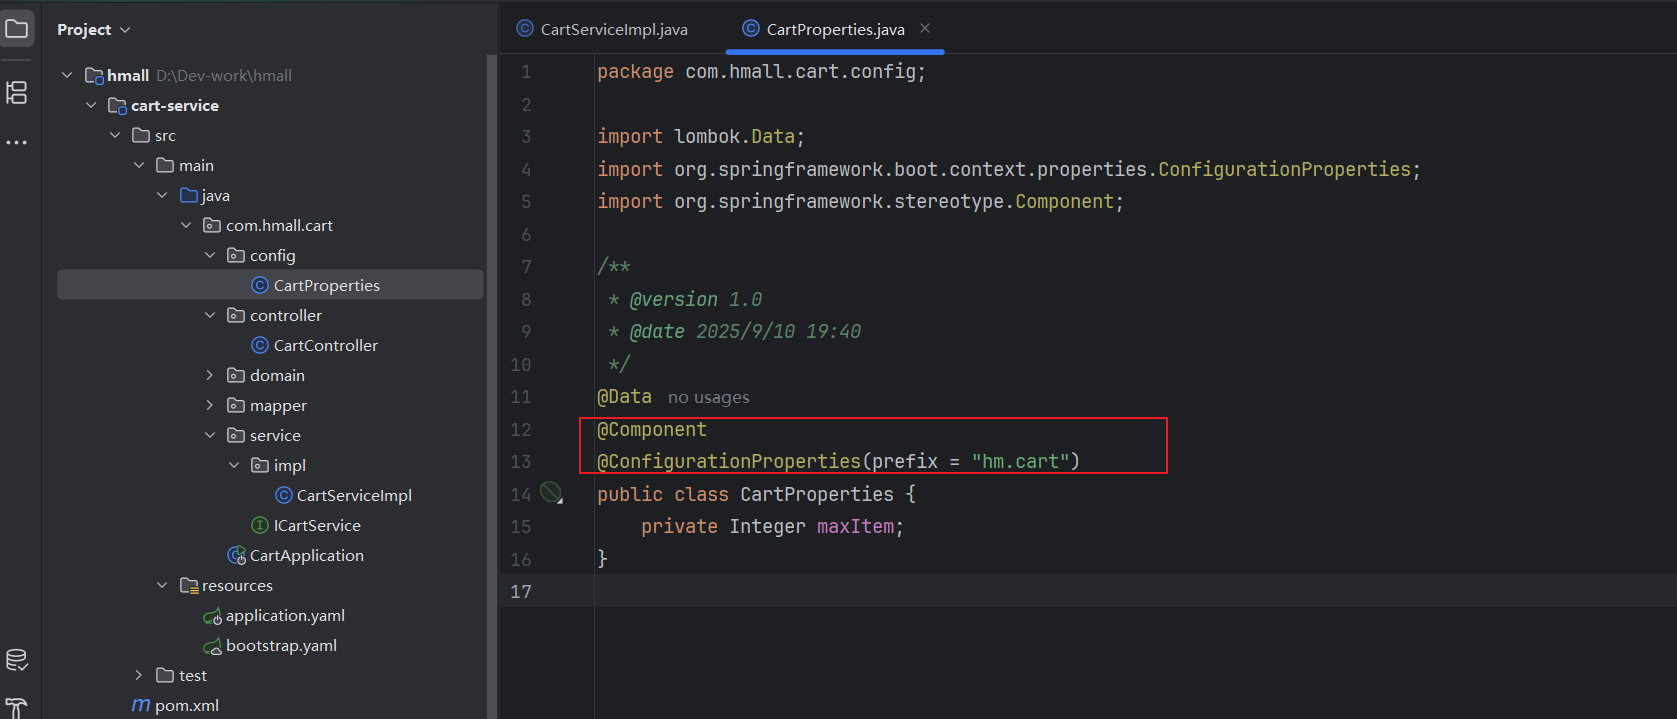 Project
hmall D:\Dev-work\hmall
cart-service
src
main
java
com.hmall.cart
config
CartProperties
controller
CartController
domain
mapper
service
impl
CartServiceImpl
ICartService
CartApplication
resources
application.yaml
bootstrap.yaml
test
pom.xml
CartServiceImpl.java
CartProperties.java
1 package com.hmall.cart.config;
2
3 import lombok.Data;
4 import org.springframework.boot.context.properties.ConfigurationProperties;
5 import org.springframework.stereotype.Component;
6
7 /**
8 * @version 1.0
9 * @date 2025/9/10 19:40
10 */
11 @Data no usages
12 @Component
13 @ConfigurationProperties(prefix = "hm.cart")
14 public class CartProperties {
15 private Integer maxItem;
16 }
17